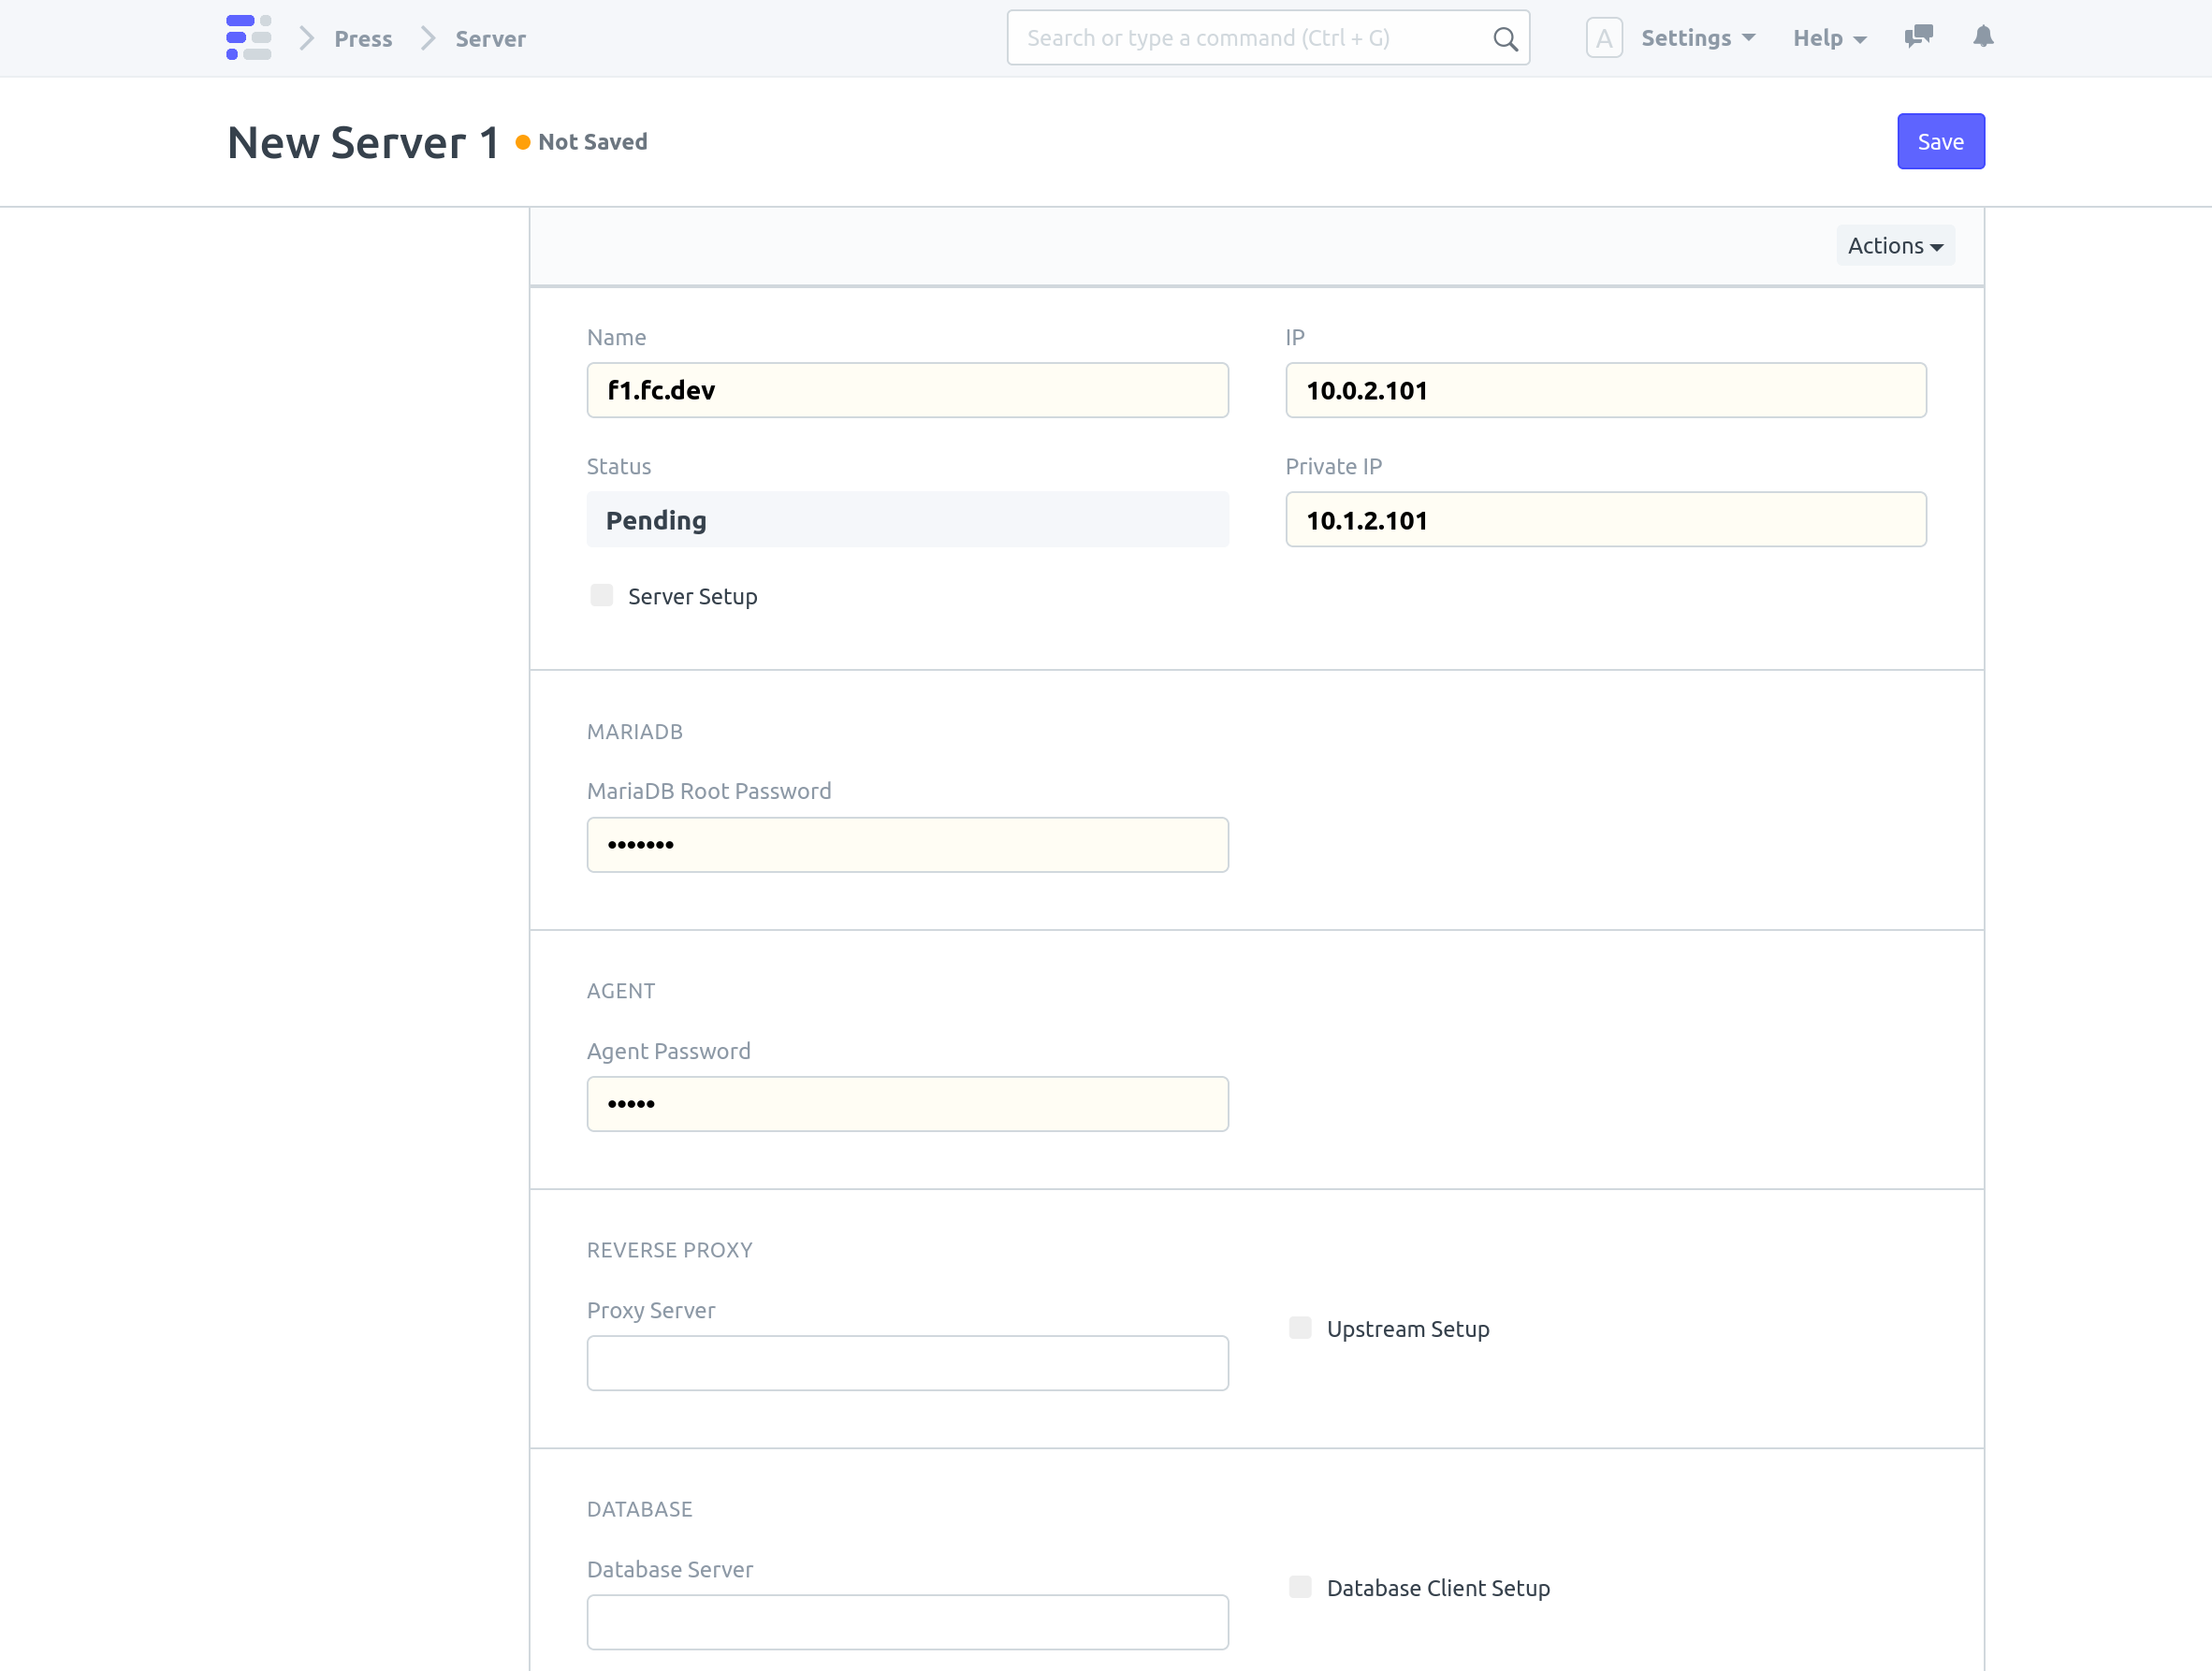 Press Server Search or type a command (Ctrl + G) A Settings Help
New Server 1 Not Saved Save
Actions
Name IP
f1.fc.dev 10.0.2.101
Status Private IP
Pending 10.1.2.101
Server Setup
MARIADB
MariaDB Root Password
•••••••
AGENT
Agent Password
•••••
REVERSE PROXY
Proxy Server
Upstream Setup
DATABASE
Database Server
Database Client Setup